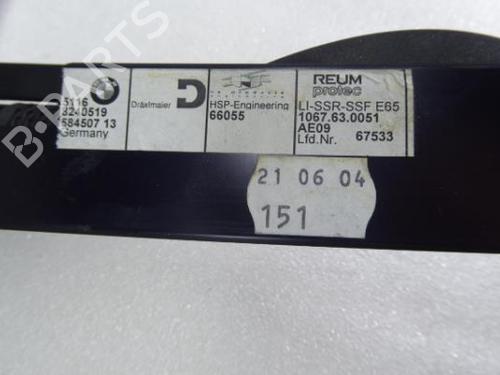 5116
8240519
684507 13
Germany
Dräxlmaier
D
HSP-Engineering
66055
REUM
protec
LI-SSR-SSF E65
1067.63.0051
AE09
Lfd.Nr. 67533
21 06 04
151
B-PARTS